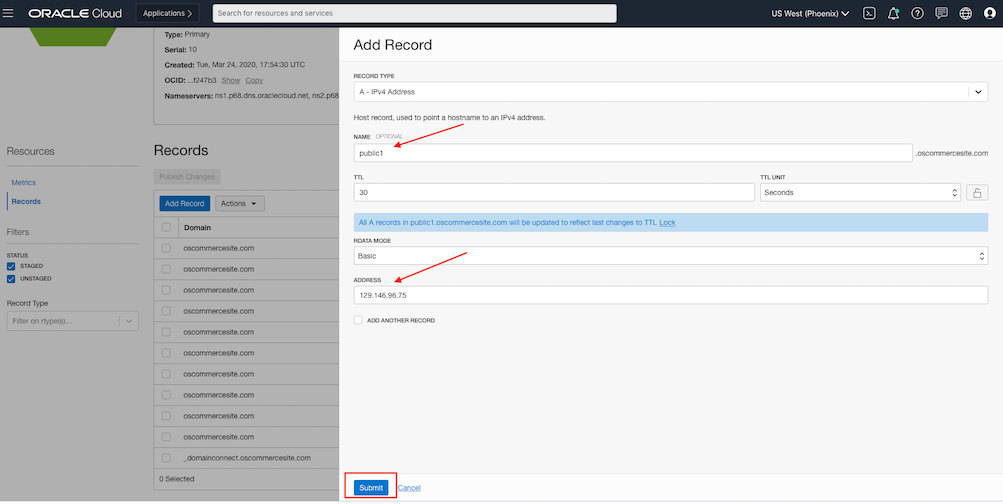 ORACLE Cloud
Applications >
Search for resources and services
US West (Phoenix)
Type: Primary
Serial: 10
Created: Tue, Mar 24, 2020, 17:54:30 UTC
OCID: ...f247b3 Show Copy
Nameservers: ns1.p68.dns.oraclecloud.net, ns2.p68
Resources
Metrics
Records
Filters
STATUS
STAGED
UNSTAGED
Record Type
Filter on rtype(s)...
Records
Publish Changes
Add Record
Actions
Domain
oscommercesite.com
oscommercesite.com
oscommercesite.com
oscommercesite.com
oscommercesite.com
oscommercesite.com
oscommercesite.com
oscommercesite.com
oscommercesite.com
oscommercesite.com
_domainconnect.oscommercesite.com
0 Selected
Add Record
RECORD TYPE
A - IPv4 Address
Host record, used to point a hostname to an IPv4 address.
NAME OPTIONAL
public1
.oscommercesite.com
TTL
30
TTL UNIT
Seconds
All A records in public1.oscommercesite.com will be updated to reflect last changes to TTL Lock
RDATA MODE
Basic
ADDRESS
129.146.96.75
ADD ANOTHER RECORD
Submit
Cancel